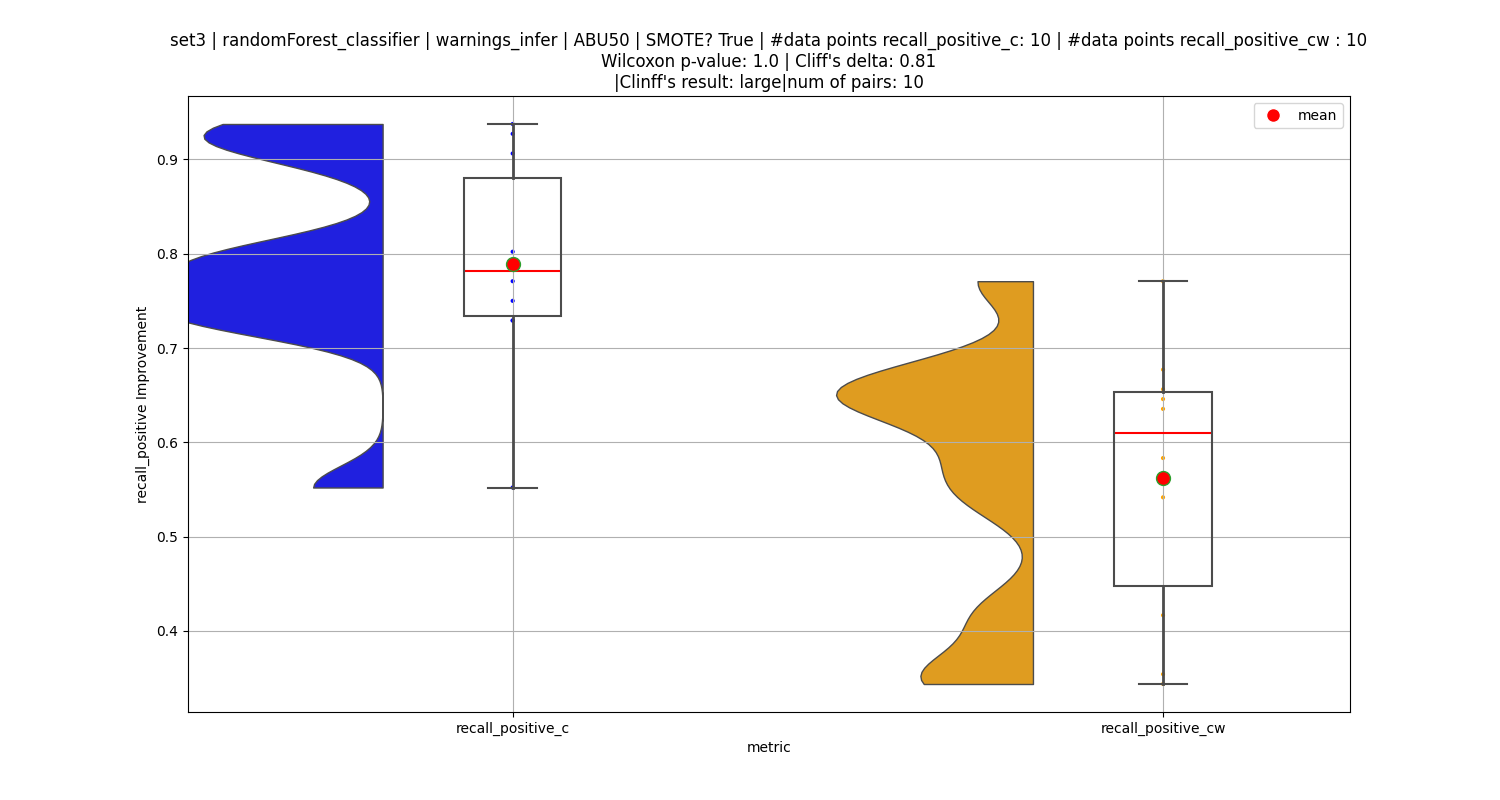 set3 | randomForest_classifier | warnings_infer | ABU50 | SMOTE? True | #data points recall_positive_c: 10 | #data points recall_positive_cw : 10
Wilcoxon p-value: 1.0 | Cliff's delta: 0.81
|Clinff's result: large|num of pairs: 10
mean
0.9
0.8
0.7
0.6
0.5
0.4
recall_positive Improvement
recall_positive_c
recall_positive_cw
metric